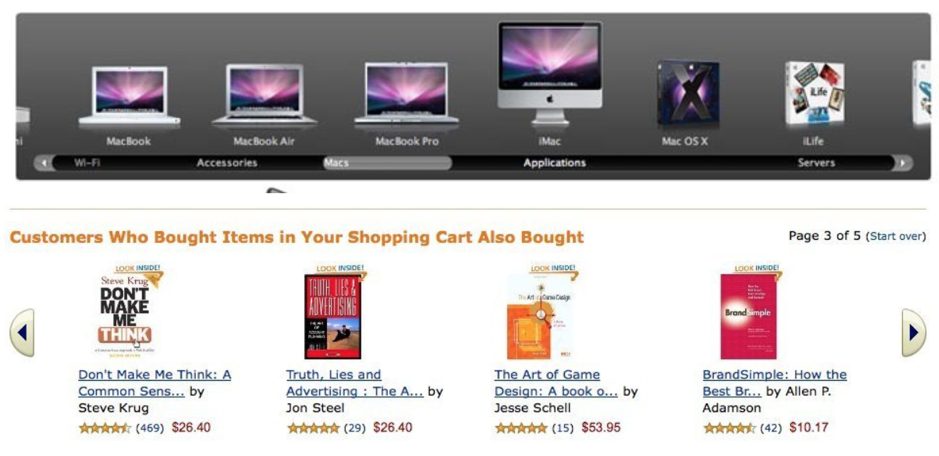 MacBook MacBook Air MacBook Pro iMac Mac OS X iLife
Wi-Fi Accessories Macs Applications Servers
Customers Who Bought Items in Your Shopping Cart Also Bought Page 3 of 5 (Start over)
LOOK INSIDE! LOOK INSIDE! LOOK INSIDE! LOOK INSIDE!
Steve Krug
DON'T
MAKE
ME
THINK
TRUTH, LIES &
ADVERTISING
The Art of Game Design
BrandSimple
Don't Make Me Think: A Truth, Lies and The Art of Game BrandSimple: How the
Common Sens... by Advertising : The A... by Design: A book o... by Best Br... by Allen P.
Steve Krug Jon Steel Jesse Schell Adamson
(469) $26.40 (29) $26.40 (15) $53.95 (42) $10.17